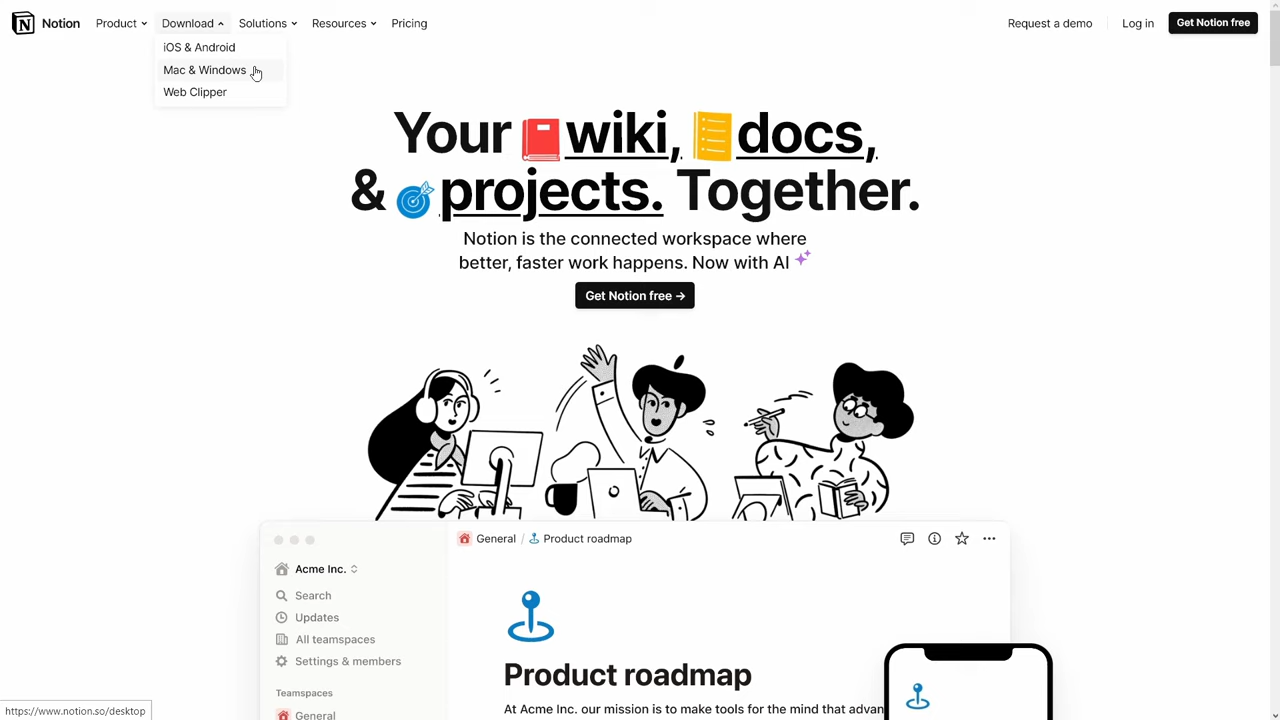 Notion
Product
Download
Solutions
Resources
Pricing
Request a demo
Log in
Get Notion free
iOS & Android
Mac & Windows
Web Clipper
Your wiki, docs,
& projects. Together.
Notion is the connected workspace where
better, faster work happens. Now with AI
Get Notion free →
General / Product roadmap
Acme Inc.
Search
Updates
All teamspaces
Settings & members
Teamspaces
General
Product roadmap
At Acme Inc. our mission is to make tools for the mind that advan
https://www.notion.so/desktop